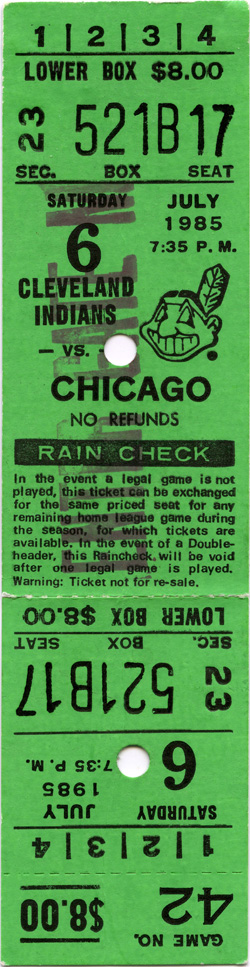 1 | 2 | 3 | 4
LOWER BOX $8.00
23 521B 17
SEC. BOX SEAT
SATURDAY JULY
6 1985
7:35 P. M.
CLEVELAND
INDIANS
— VS. —
CHICAGO
NO REFUNDS
RAIN CHECK
In the event a legal game is not
played, this ticket can be exchanged
for the same priced seat for any
remaining home league game during
the season, for which tickets are
available. In the event of a Double-
header, this Raincheck will be void
after one legal game is played.
Warning: Ticket not for re-sale.
GAME NO. 42 $8.00
1 | 2 | 3 | 4
SATURDAY JULY
6 1985
7:35 P. M.
23 521B17
SEC. BOX SEAT
LOWER BOX $8.00